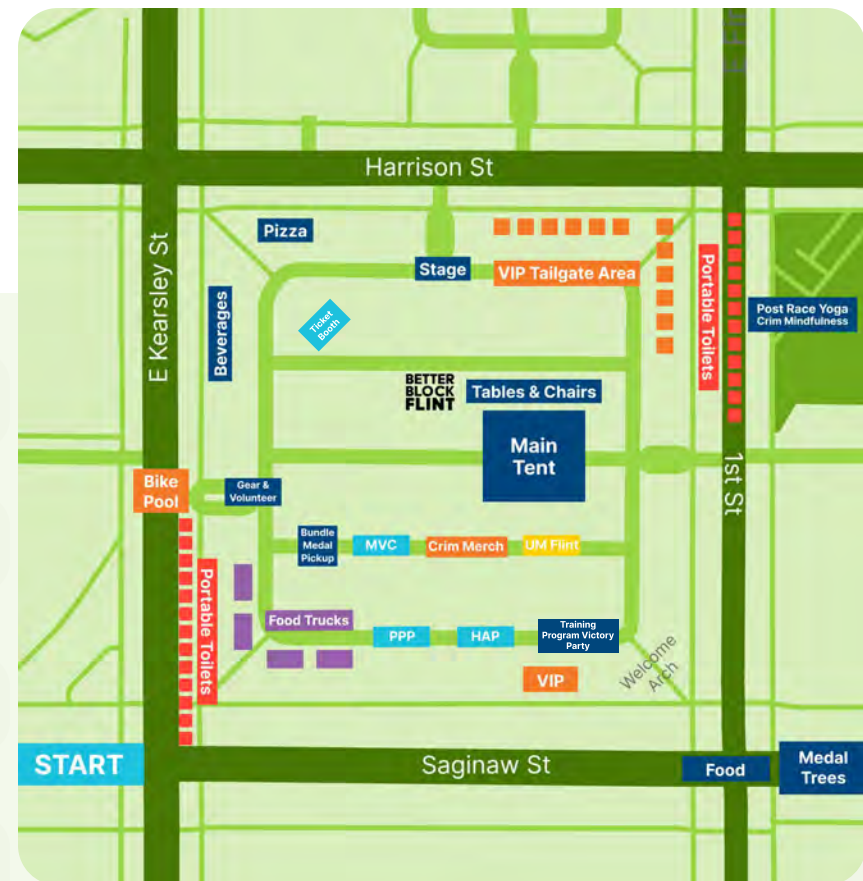 Harrison St
E Kearsley St
Pizza
Stage
VIP Tailgate Area
Portable Toilets
Post Race Yoga
Crim Mindfulness
Beverages
Ticket
Booth
BETTER
BLOCK
FLINT
Tables & Chairs
Main
Tent
1st St
Bike
Pool
Gear &
Volunteer
Bundle
Medal
Pickup
MVC
Crim Merch
UM Flint
Portable Toilets
Food Trucks
PPP
HAP
Training
Program Victory
Party
Welcome
Arch
VIP
START
Saginaw St
Food
Medal
Trees